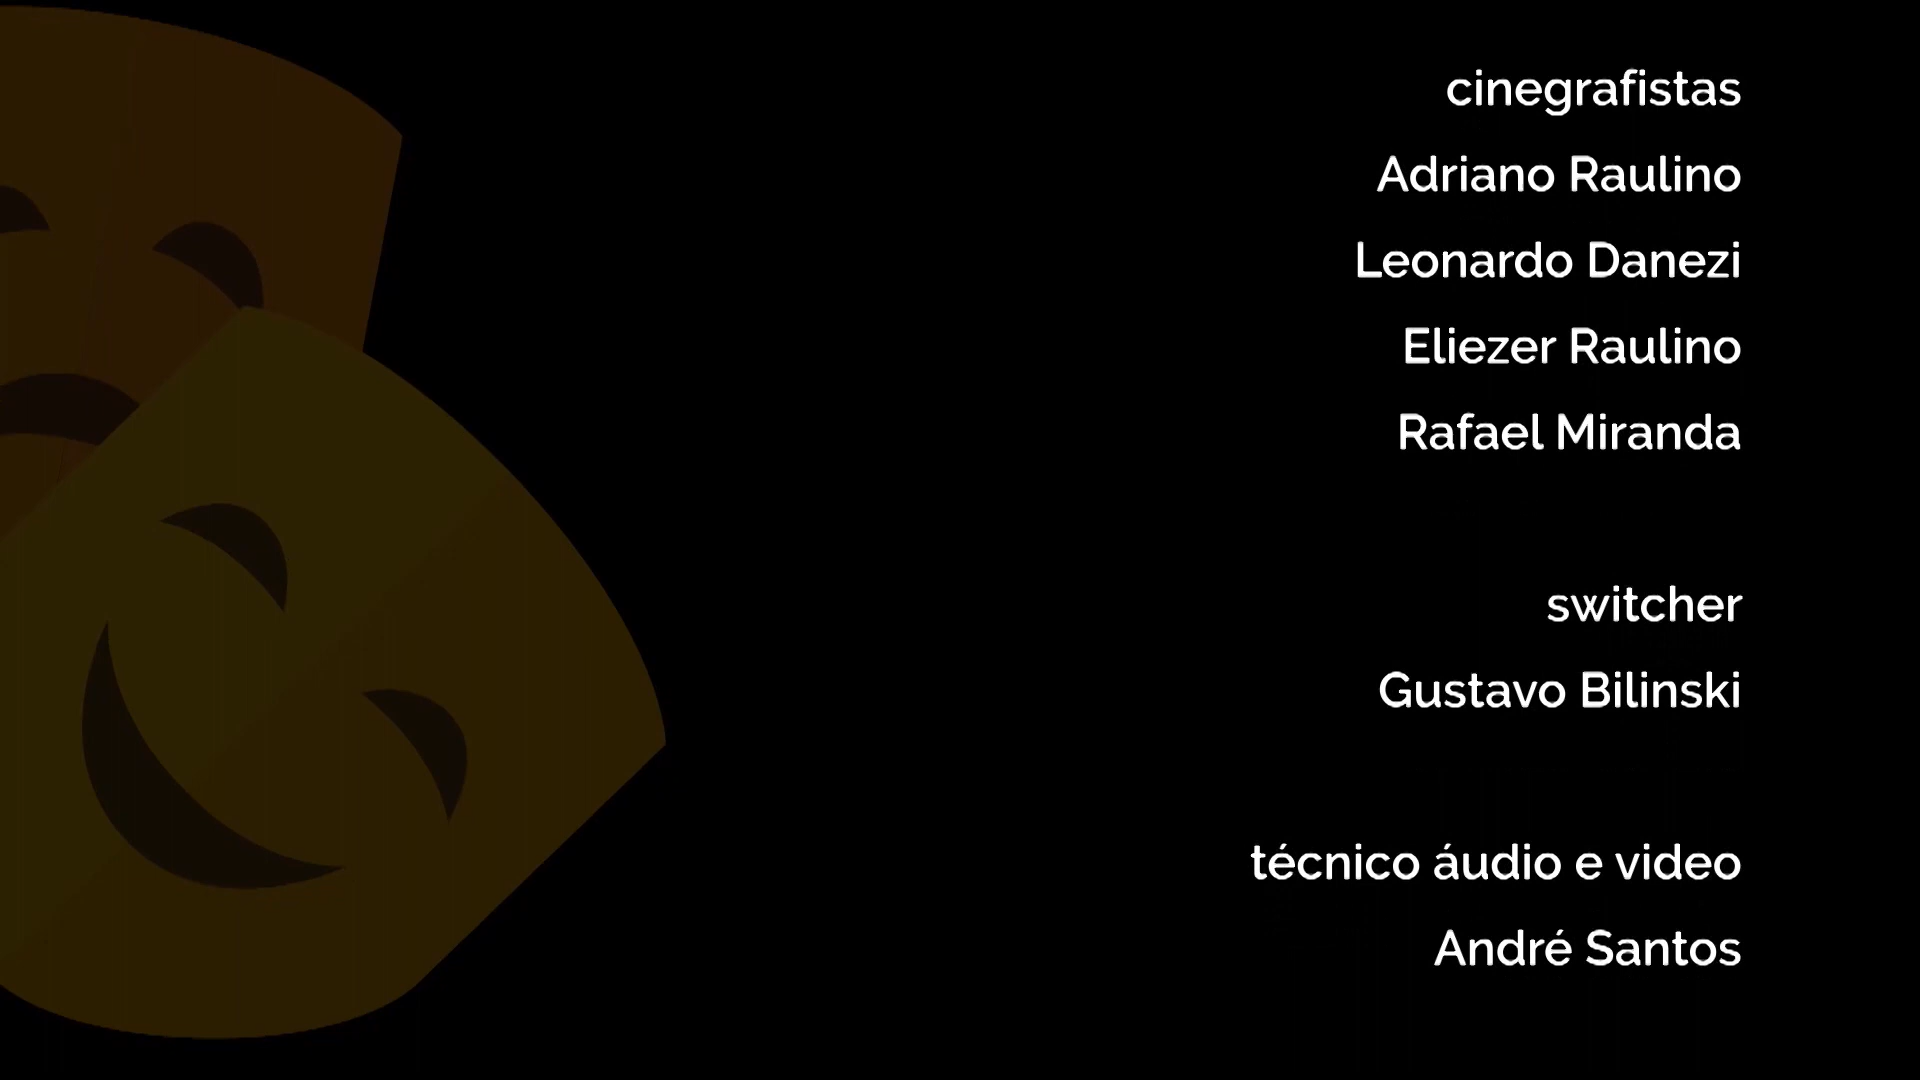 cinegrafistas
Adriano Raulino
Leonardo Danezi
Eliezer Raulino
Rafael Miranda
switcher
Gustavo Bilinski
técnico áudio e video
André Santos